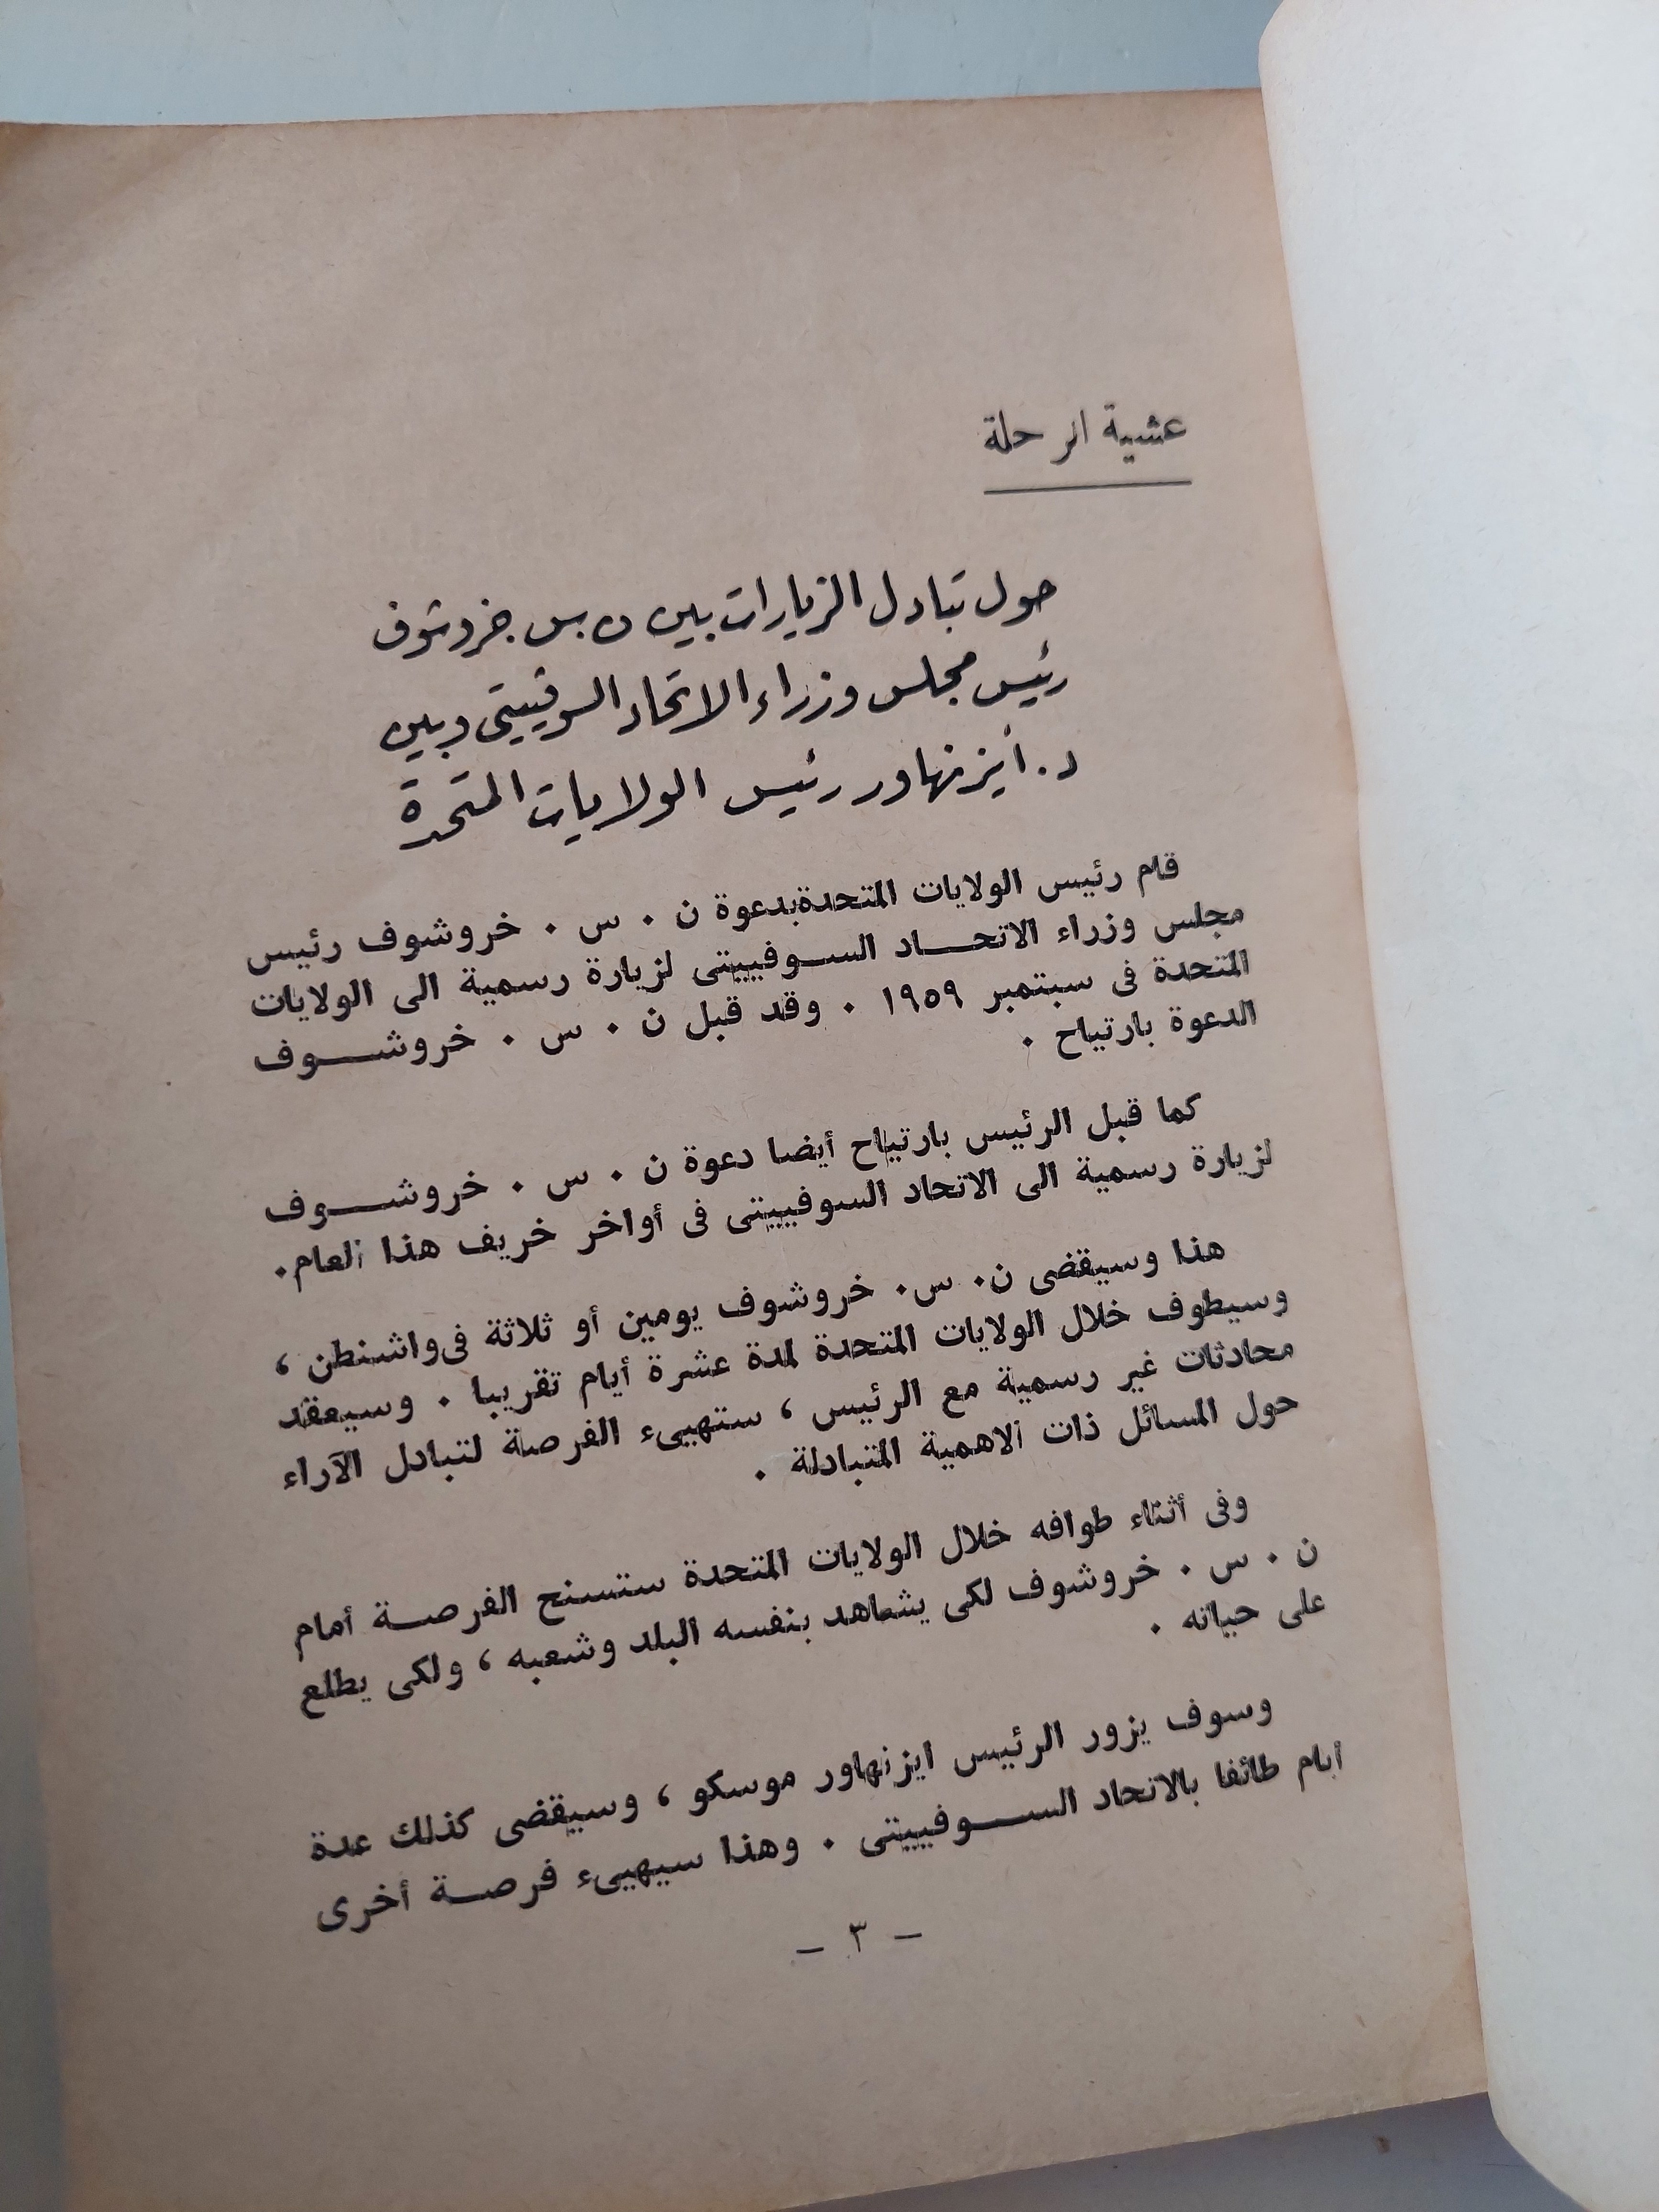 عشية الرحلة
حول تبادل الزيارات بين ن. س. خروشوف
رئيس مجلس وزراء الاتحاد السوفييتى وبين
د. أيزنهاور رئيس الولايات المتحدة
قام رئيس الولايات المتحدة بدعوة ن . س . خروشوف رئيس
مجلس وزراء الاتحاد السوفييتى لزيارة رسمية الى الولايات
المتحدة فى سبتمبر ١٩٥٩ . وقد قبل ن . س . خروشوف
الدعوة بارتياح .
كما قبل الرئيس بارتياح أيضا دعوة ن . س . خروشوف
لزيارة رسمية الى الاتحاد السوفييتى فى أواخر خريف هذا العام.
هذا وسيقضى ن. س. خروشوف يومين أو ثلاثة فى واشنطن ،
وسيطوف خلال الولايات المتحدة لمدة عشرة أيام تقريبا . وسيعقد
محادثات غير رسمية مع الرئيس ، ستهيىء الفرصة لتبادل الآراء
حول المسائل ذات الاهمية المتبادلة .
وفى أثناء طوافه خلال الولايات المتحدة ستسنح الفرصة أمام
ن . س . خروشوف لكى يشاهد بنفسه البلد وشعبه ، ولكى يطلع
على حياته .
وسوف يزور الرئيس ايزنهاور موسكو ، وسيقضى كذلك عدة
أيام طائفا بالاتحاد السوفييتى . وهذا سيهيىء فرصة أخرى
– ٣ –